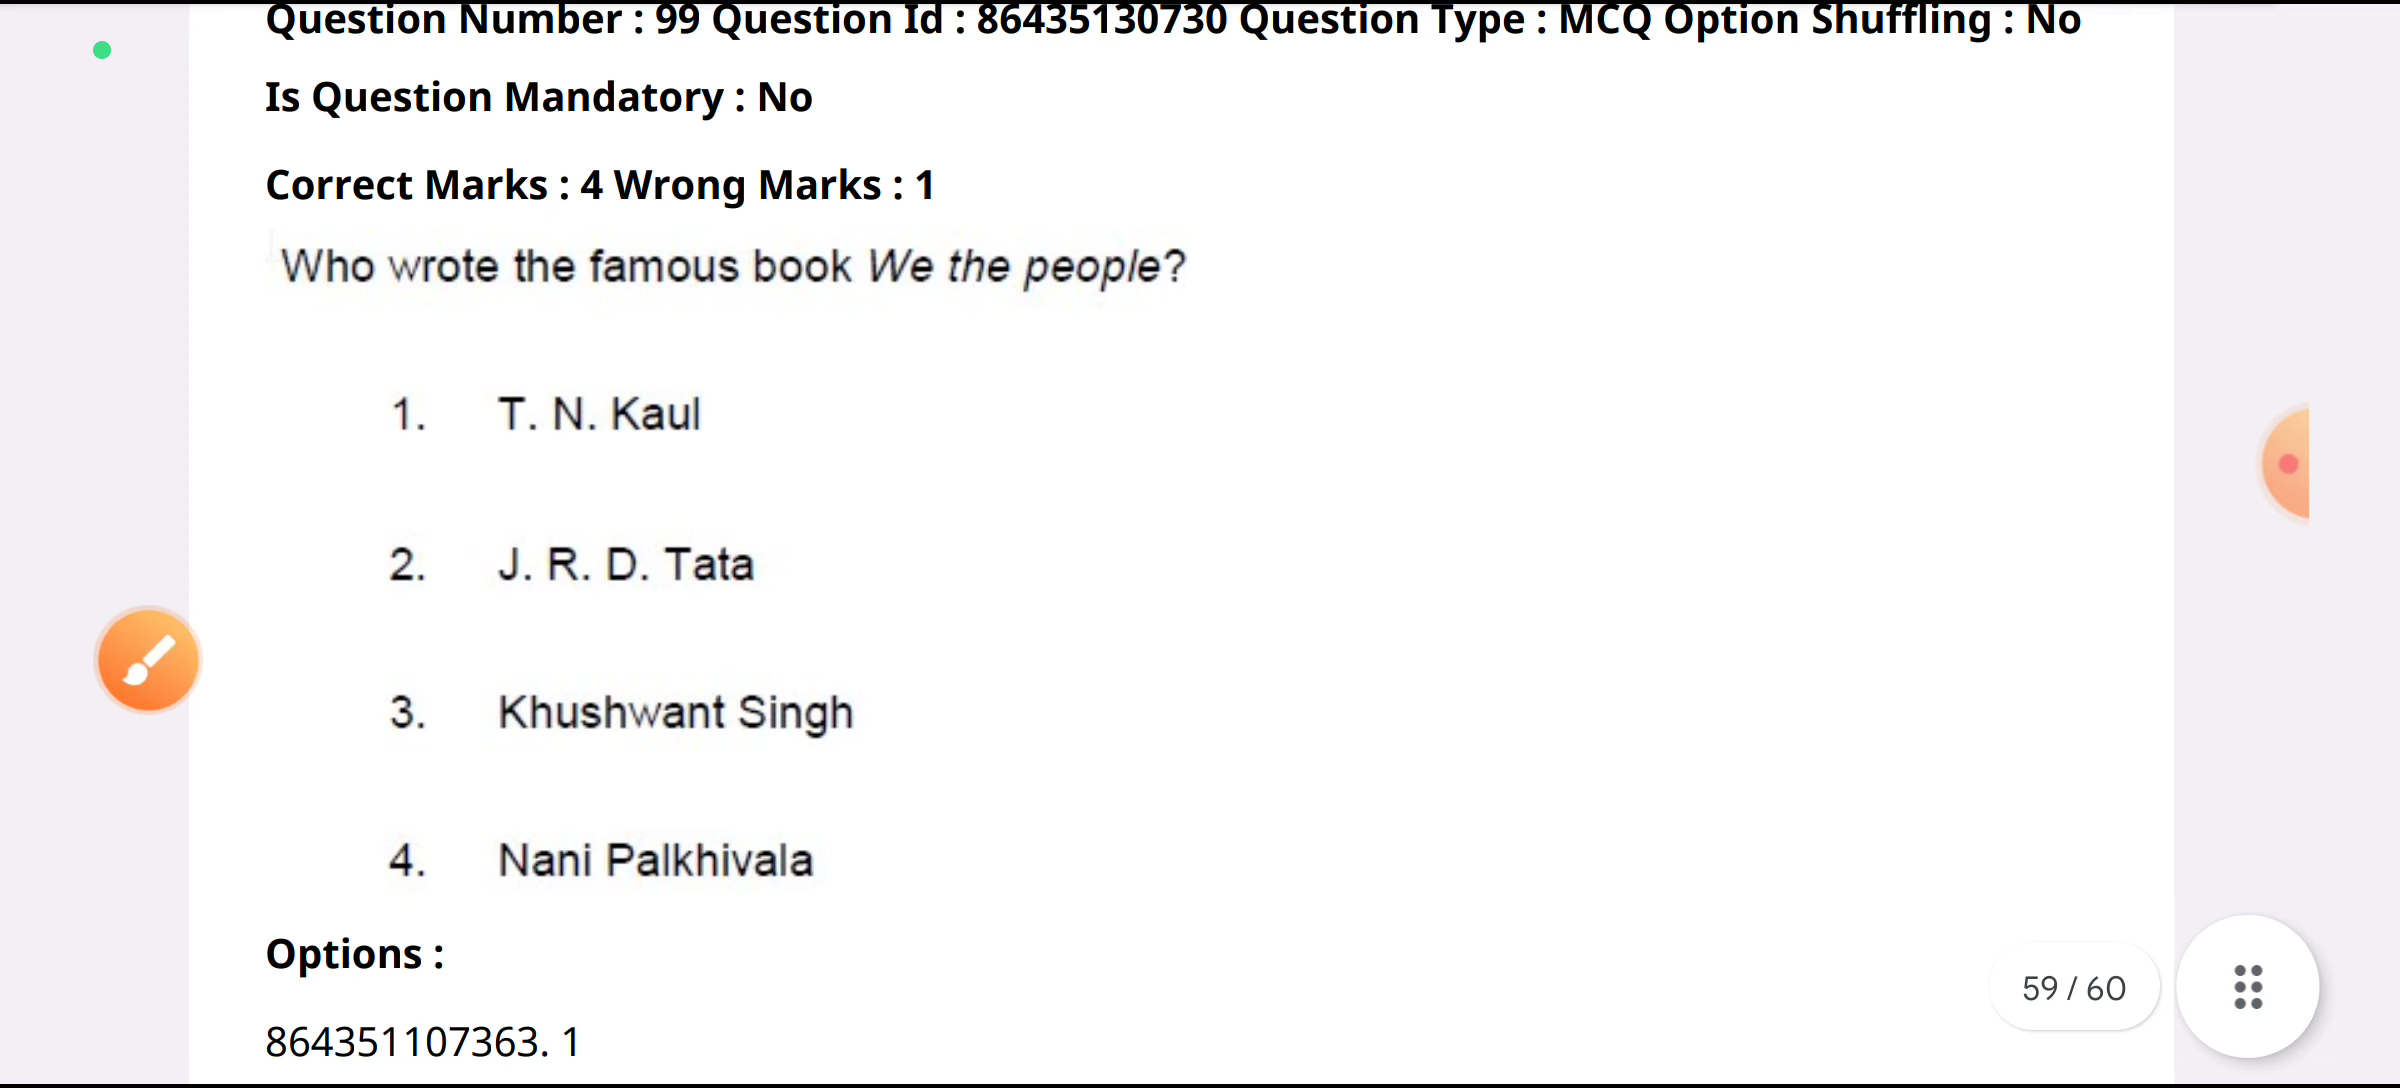 Question Number : 99 Question Id : 86435130730 Question Type : MCQ Option Shuffling : No
Is Question Mandatory : No
Correct Marks : 4 Wrong Marks : 1
Who wrote the famous book We the people?
1. T. N. Kaul
2. J. R. D. Tata
3. Khushwant Singh
4. Nani Palkhivala
Options :
59 / 60
864351107363. 1